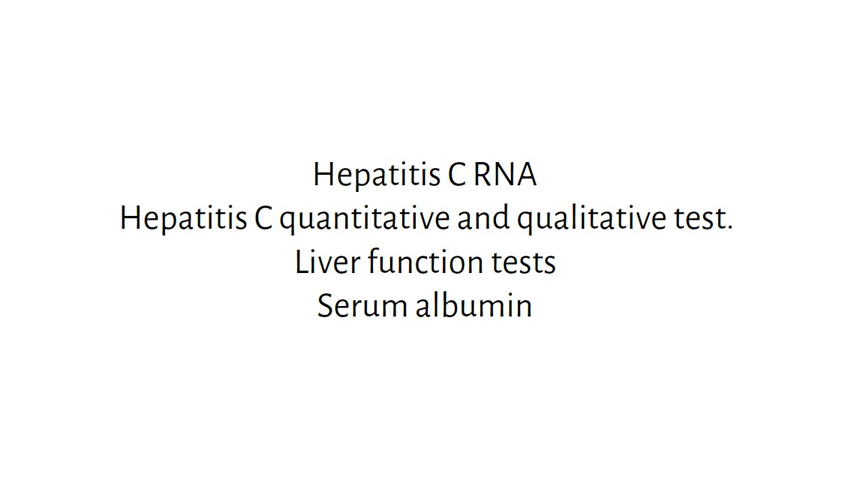 Hepatitis C RNA
Hepatitis C quantitative and qualitative test.
Liver function tests
Serum albumin